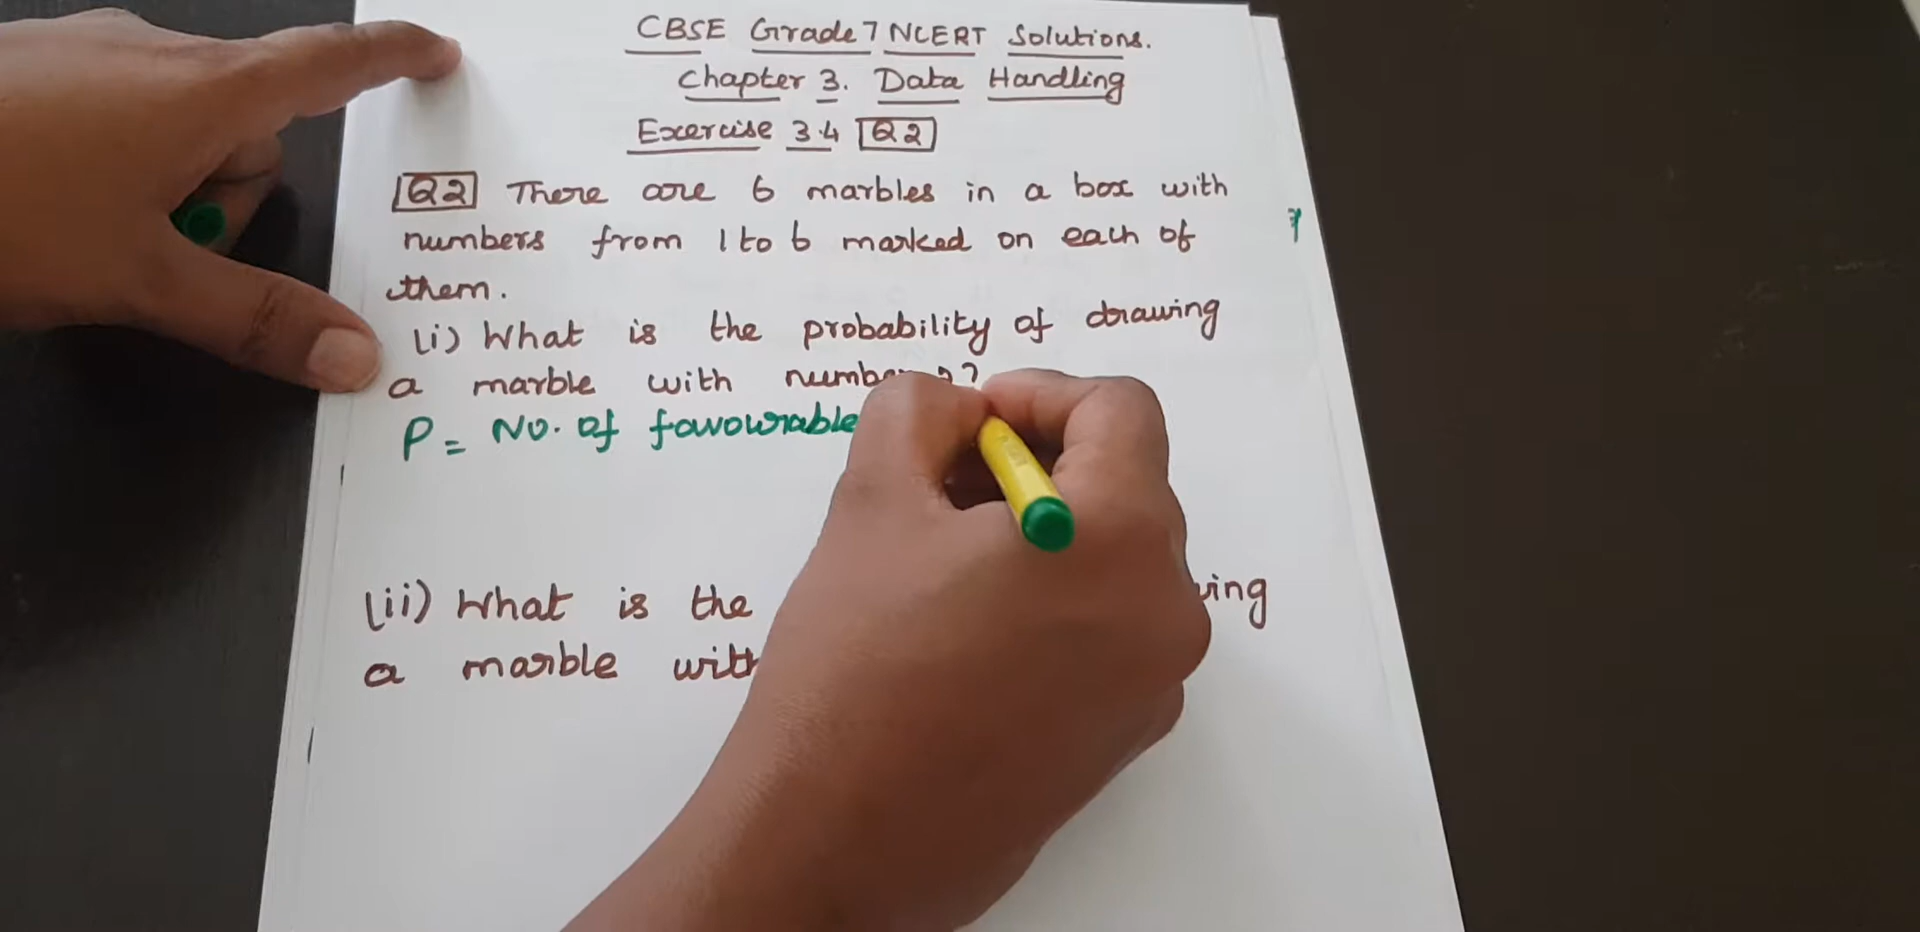 CBSE Grade 7 NCERT Solutions.
Chapter 3. Data Handling
Exercise 3.4 Q2
Q2 There are 6 marbles in a box with
numbers from 1 to 6 marked on each of
them.
(i) What is the probability of drawing
a marble with number 2?
P = No. of favourable
(ii) What is the
a marble with